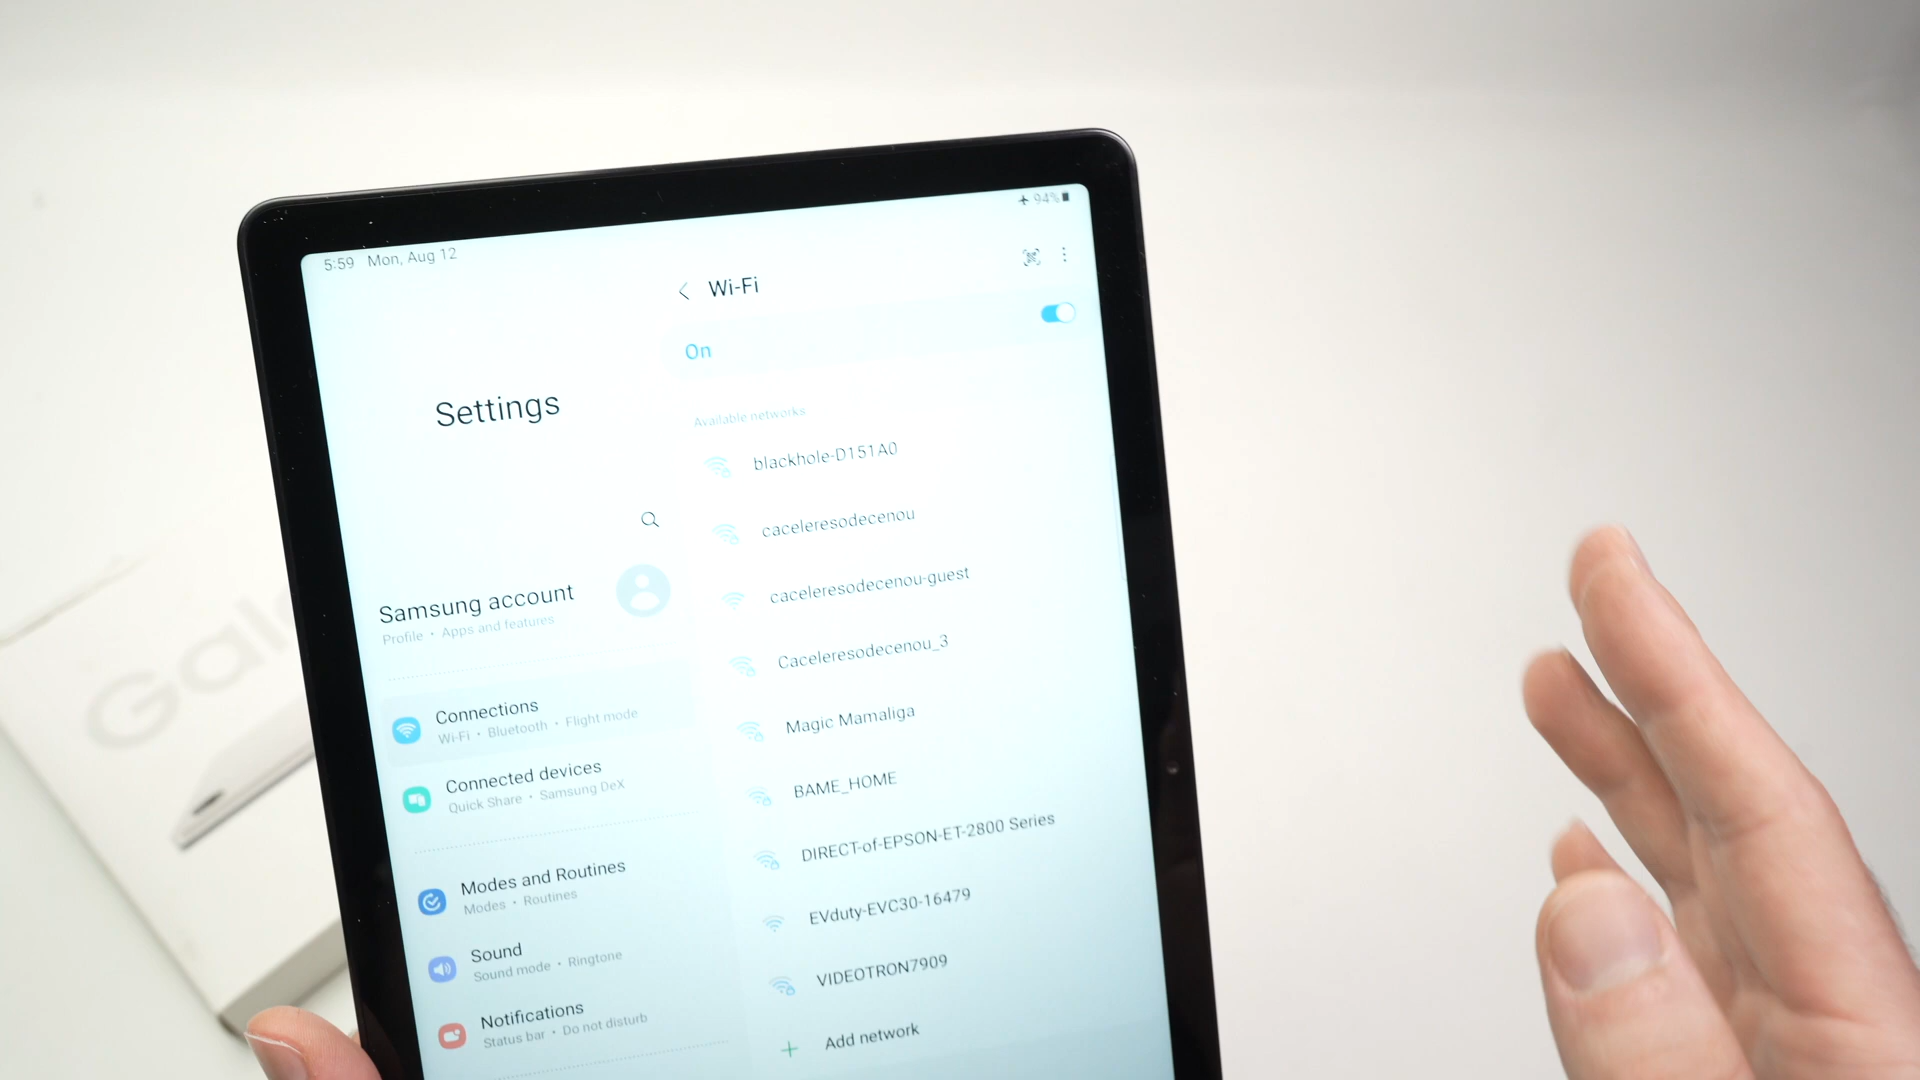 5:59 Mon, Aug 12
94%
Settings
Samsung account
Profile • Apps and features
Connections
Wi-Fi • Bluetooth • Flight mode
Connected devices
Quick Share • Samsung DeX
Modes and Routines
Modes • Routines
Sound
Sound mode • Ringtone
Notifications
Status bar • Do not disturb
Wi-Fi
On
Available networks
blackhole-D151A0
caceleresodecenou
caceleresodecenou-guest
Caceleresodecenou_3
Magic Mamaliga
BAME_HOME
DIRECT-of-EPSON-ET-2800 Series
EVduty-EVC30-16479
VIDEOTRON7909
Add network